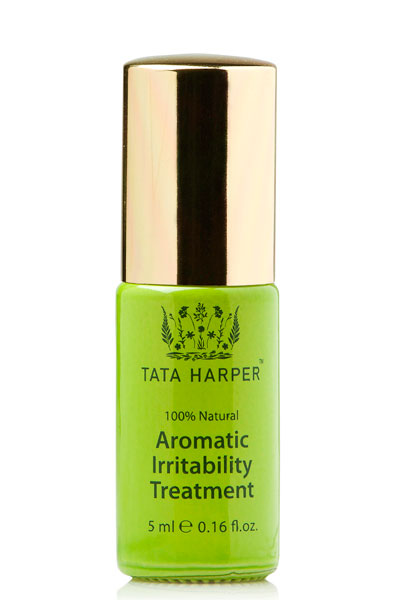 TATA HARPER™
100% Natural
Aromatic
Irritability
Treatment
5 ml ℮ 0.16 fl.oz.